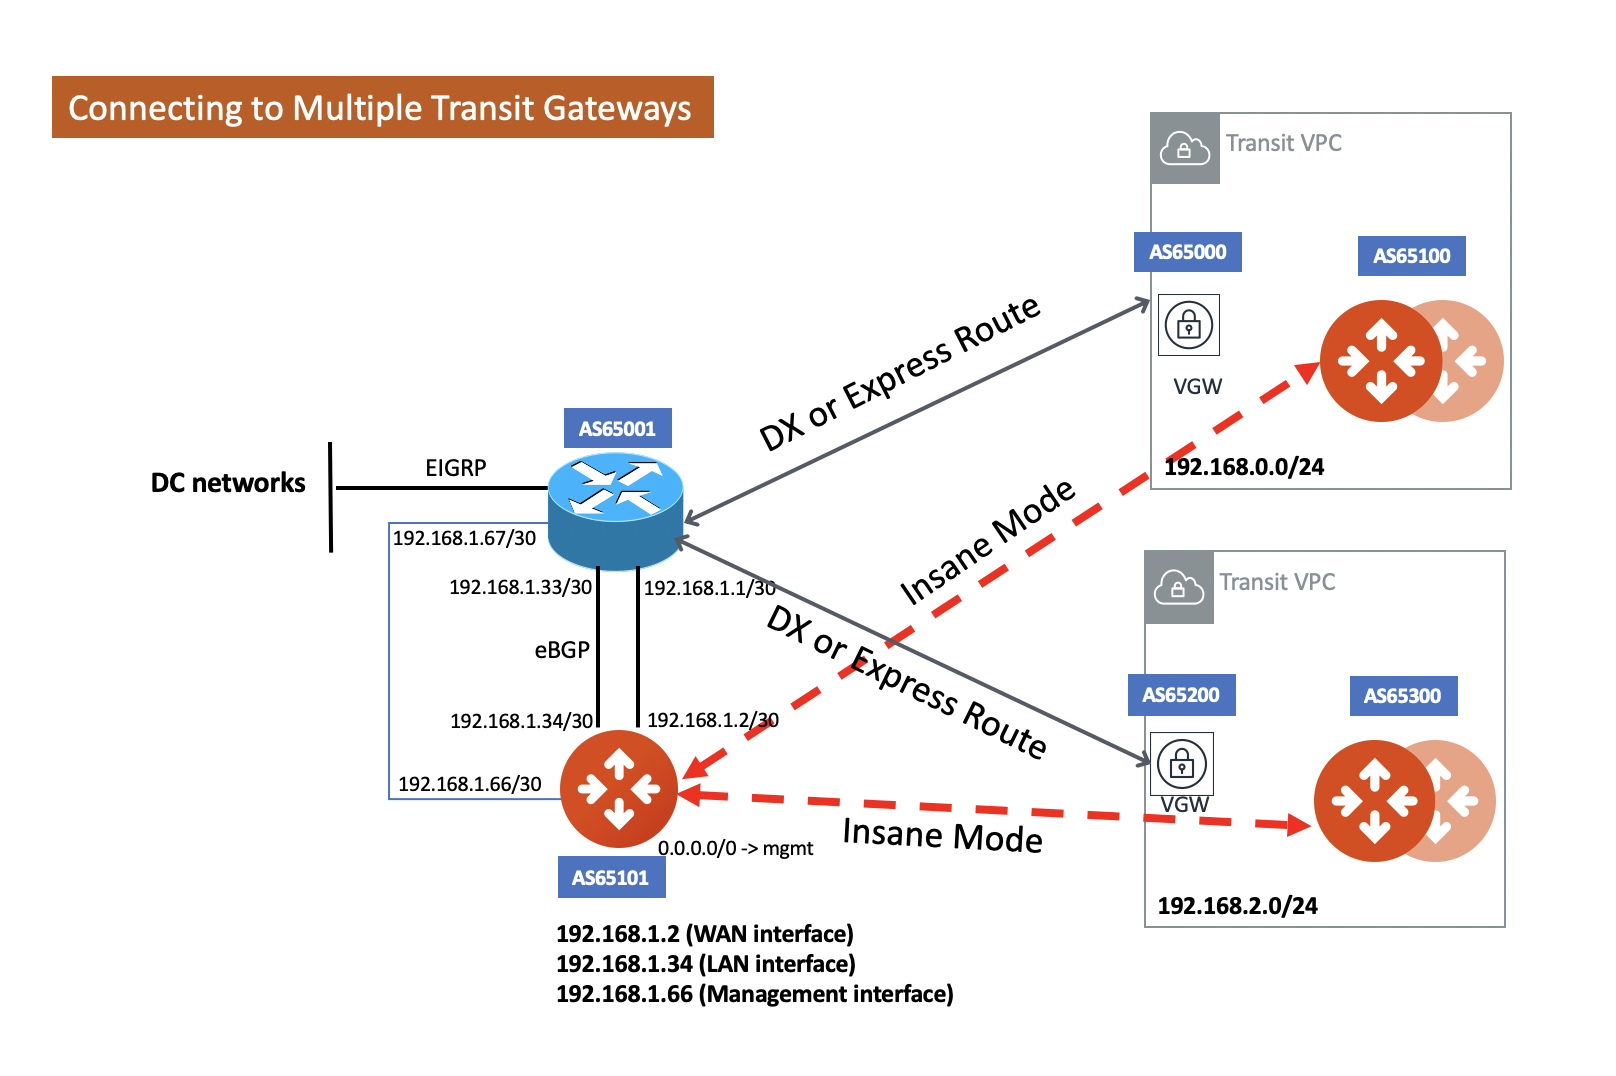 Connecting to Multiple Transit Gateways
Transit VPC
AS65000
AS65100
DX or Express Route
VGW
192.168.0.0/24
AS65001
EIGRP
DC networks
192.168.1.67/30
192.168.1.33/30
192.168.1.1/30
Insane Mode
eBGP
DX or Express Route
Transit VPC
AS65200
AS65300
192.168.1.34/30
192.168.1.2/30
192.168.1.66/30
VGW
Insane Mode
0.0.0.0/0 -> mgmt
AS65101
192.168.2.0/24
192.168.1.2 (WAN interface)
192.168.1.34 (LAN interface)
192.168.1.66 (Management interface)